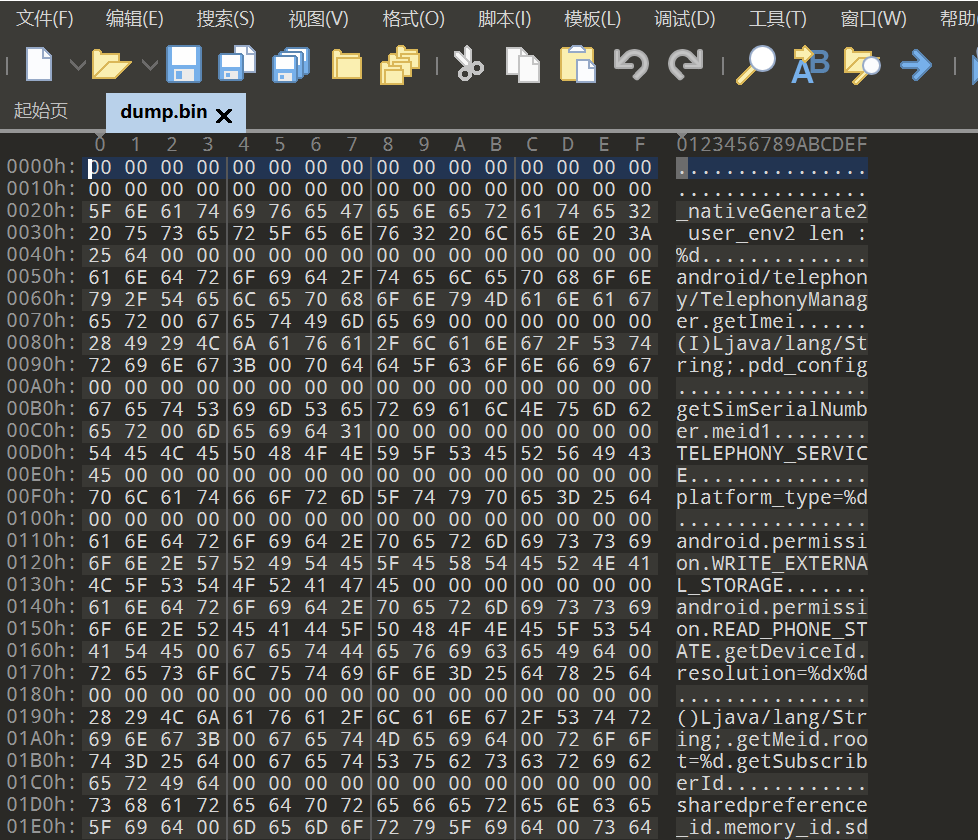 文件(F) 编辑(E) 搜索(S) 视图(V) 格式(O) 脚本(I) 模板(L) 调试(D) 工具(T) 窗口(W) 帮助
起始页 dump.bin
0 1 2 3 4 5 6 7 8 9 A B C D E F 0123456789ABCDEF
0000h: 00 00 00 00 00 00 00 00 00 00 00 00 00 00 00 00 ................
0010h: 00 00 00 00 00 00 00 00 00 00 00 00 00 00 00 00 ................
0020h: 5F 6E 61 74 69 76 65 47 65 6E 65 72 61 74 65 32 _nativeGenerate2
0030h: 20 75 73 65 72 5F 65 6E 76 32 20 6C 65 6E 20 3A  user_env2 len :
0040h: 25 64 00 00 00 00 00 00 00 00 00 00 00 00 00 00 %d..............
0050h: 61 6E 64 72 6F 69 64 2F 74 65 6C 65 70 68 6F 6E android/telephon
0060h: 79 2F 54 65 6C 65 70 68 6F 6E 79 4D 61 6E 61 67 y/TelephonyManag
0070h: 65 72 00 67 65 74 49 6D 65 69 00 00 00 00 00 00 er.getImei......
0080h: 28 49 29 4C 6A 61 76 61 2F 6C 61 6E 67 2F 53 74 (I)Ljava/lang/St
0090h: 72 69 6E 67 3B 00 70 64 64 5F 63 6F 6E 66 69 67 ring;.pdd_config
00A0h: 00 00 00 00 00 00 00 00 00 00 00 00 00 00 00 00 ................
00B0h: 67 65 74 53 69 6D 53 65 72 69 61 6C 4E 75 6D 62 getSimSerialNumb
00C0h: 65 72 00 6D 65 69 64 31 00 00 00 00 00 00 00 00 er.meid1........
00D0h: 54 45 4C 45 50 48 4F 4E 59 5F 53 45 52 56 49 43 TELEPHONY_SERVIC
00E0h: 45 00 00 00 00 00 00 00 00 00 00 00 00 00 00 00 E...............
00F0h: 70 6C 61 74 66 6F 72 6D 5F 74 79 70 65 3D 25 64 platform_type=%d
0100h: 00 00 00 00 00 00 00 00 00 00 00 00 00 00 00 00 ................
0110h: 61 6E 64 72 6F 69 64 2E 70 65 72 6D 69 73 73 69 android.permissi
0120h: 6F 6E 2E 57 52 49 54 45 5F 45 58 54 45 52 4E 41 on.WRITE_EXTERNA
0130h: 4C 5F 53 54 4F 52 41 47 45 00 00 00 00 00 00 00 L_STORAGE.......
0140h: 61 6E 64 72 6F 69 64 2E 70 65 72 6D 69 73 73 69 android.permissi
0150h: 6F 6E 2E 52 45 41 44 5F 50 48 4F 4E 45 5F 53 54 on.READ_PHONE_ST
0160h: 41 54 45 00 67 65 74 44 65 76 69 63 65 49 64 00 ATE.getDeviceId.
0170h: 72 65 73 6F 6C 75 74 69 6F 6E 3D 25 64 78 25 64 resolution=%dx%d
0180h: 00 00 00 00 00 00 00 00 00 00 00 00 00 00 00 00 ................
0190h: 28 29 4C 6A 61 76 61 2F 6C 61 6E 67 2F 53 74 72 ()Ljava/lang/Str
01A0h: 69 6E 67 3B 00 67 65 74 4D 65 69 64 00 72 6F 6F ing;.getMeid.roo
01B0h: 74 3D 25 64 00 67 65 74 53 75 62 73 63 72 69 62 t=%d.getSubscrib
01C0h: 65 72 49 64 00 00 00 00 00 00 00 00 00 00 00 00 erId............
01D0h: 73 68 61 72 65 64 70 72 65 66 65 72 65 6E 63 65 sharedpreference
01E0h: 5F 69 64 00 6D 65 6D 6F 72 79 5F 69 64 00 73 64 _id.memory_id.sd